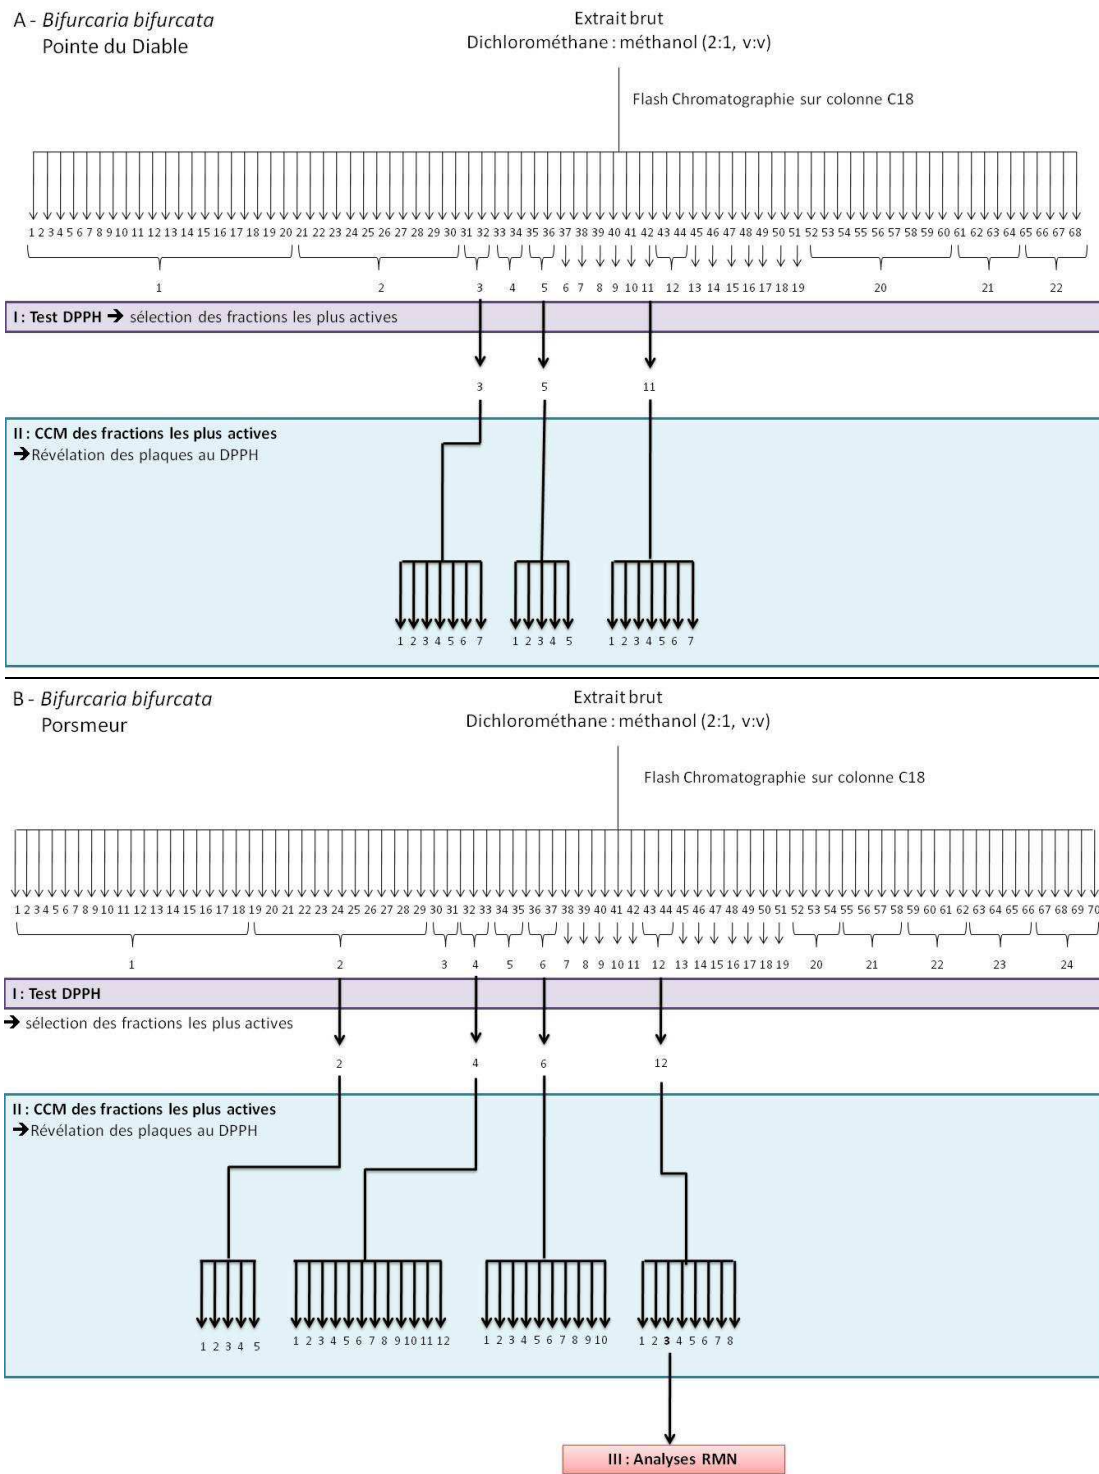 A - Bifurcaria bifurcata
Pointe du Diable
Extrait brut
Dichlorométhane : méthanol (2:1, v:v)
Flash Chromatographie sur colonne C18
1 2 3 4 5 6 7 8 9 10 11 12 13 14 15 16 17 18 19 20 21 22 23 24 25 26 27 28 29 30 31 32 33 34 35 36 37 38 39 40 41 42 43 44 45 46 47 48 49 50 51 52 53 54 55 56 57 58 59 60 61 62 63 64 65 66 67 68
1 2 3 4 5 6 7 8 9 10 11 12 13 14 15 16 17 18 19 20 21 22
I : Test DPPH ➔ sélection des fractions les plus actives
3 5 11
II : CCM des fractions les plus actives
➔Révélation des plaques au DPPH
1 2 3 4 5 6 7 1 2 3 4 5 1 2 3 4 5 6 7
B - Bifurcaria bifurcata
Porsmeur
Extrait brut
Dichlorométhane : méthanol (2:1, v:v)
Flash Chromatographie sur colonne C18
1 2 3 4 5 6 7 8 9 10 11 12 13 14 15 16 17 18 19 20 21 22 23 24 25 26 27 28 29 30 31 32 33 34 35 36 37 38 39 40 41 42 43 44 45 46 47 48 49 50 51 52 53 54 55 56 57 58 59 60 61 62 63 64 65 66 67 68 69 70
1 2 3 4 5 6 7 8 9 10 11 12 13 14 15 16 17 18 19 20 21 22 23 24
I : Test DPPH
➔ sélection des fractions les plus actives
2 4 6 12
II : CCM des fractions les plus actives
➔Révélation des plaques au DPPH
1 2 3 4 5 1 2 3 4 5 6 7 8 9 10 11 12 1 2 3 4 5 6 7 8 9 10 1 2 3 4 5 6 7 8
III : Analyses RMN